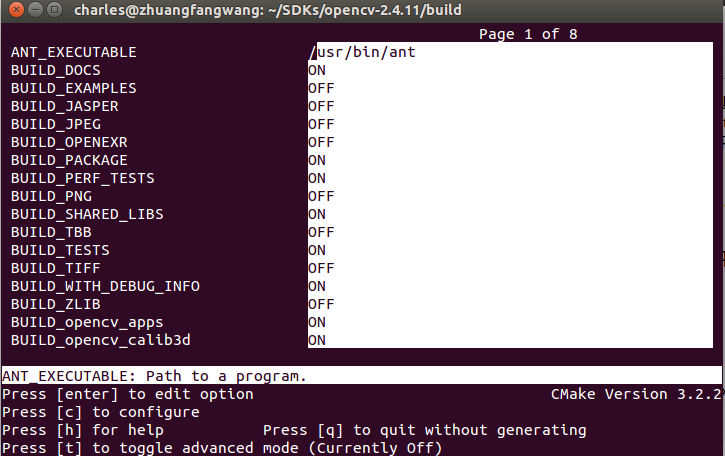 charles@zhuangfangwang: ~/SDKs/opencv-2.4.11/build
Page 1 of 8
ANT_EXECUTABLE /usr/bin/ant
BUILD_DOCS ON
BUILD_EXAMPLES OFF
BUILD_JASPER OFF
BUILD_JPEG OFF
BUILD_OPENEXR OFF
BUILD_PACKAGE ON
BUILD_PERF_TESTS ON
BUILD_PNG OFF
BUILD_SHARED_LIBS ON
BUILD_TBB OFF
BUILD_TESTS ON
BUILD_TIFF OFF
BUILD_WITH_DEBUG_INFO ON
BUILD_ZLIB OFF
BUILD_opencv_apps ON
BUILD_opencv_calib3d ON
ANT_EXECUTABLE: Path to a program.
Press [enter] to edit option CMake Version 3.2.2
Press [c] to configure
Press [h] for help Press [q] to quit without generating
Press [t] to toggle advanced mode (Currently Off)